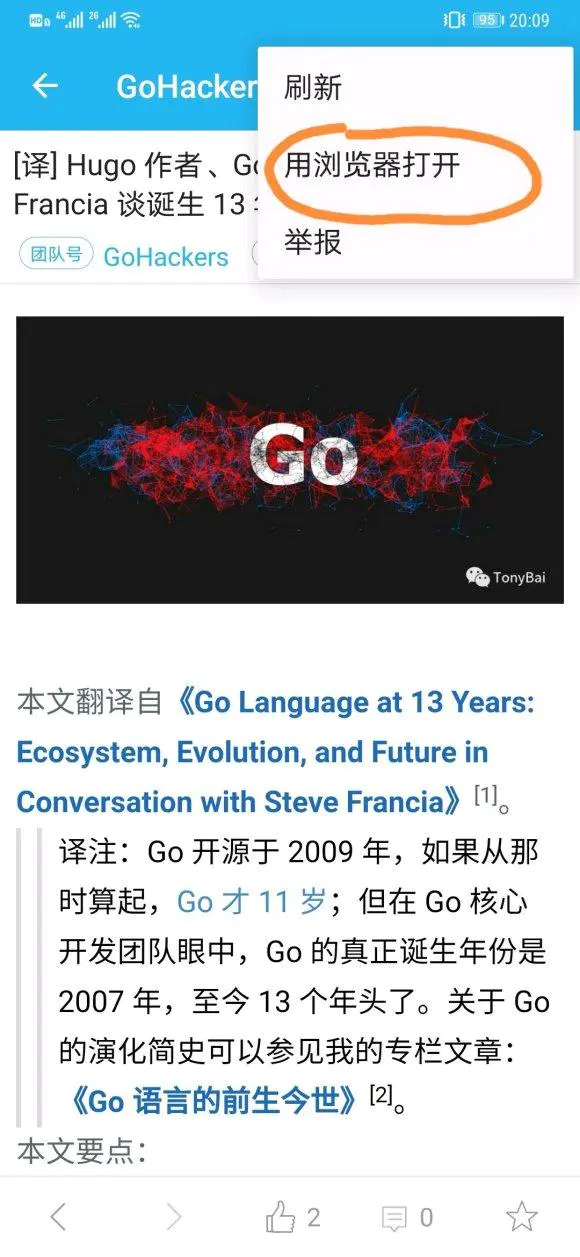 HD 4G 2G 95 20:09
GoHacker
刷新
用浏览器打开
举报
[译] Hugo 作者、Go
Francia 谈诞生 13
团队号 GoHackers
Go
TonyBai
本文翻译自《Go Language at 13 Years:
Ecosystem, Evolution, and Future in
Conversation with Steve Francia》[1]。
译注：Go 开源于 2009 年，如果从那
时算起，Go 才 11 岁；但在 Go 核心
开发团队眼中，Go 的真正诞生年份是
2007 年，至今 13 个年头了。关于 Go
的演化简史可以参见我的专栏文章：
《Go 语言的前生今世》[2]。
本文要点：
2 0